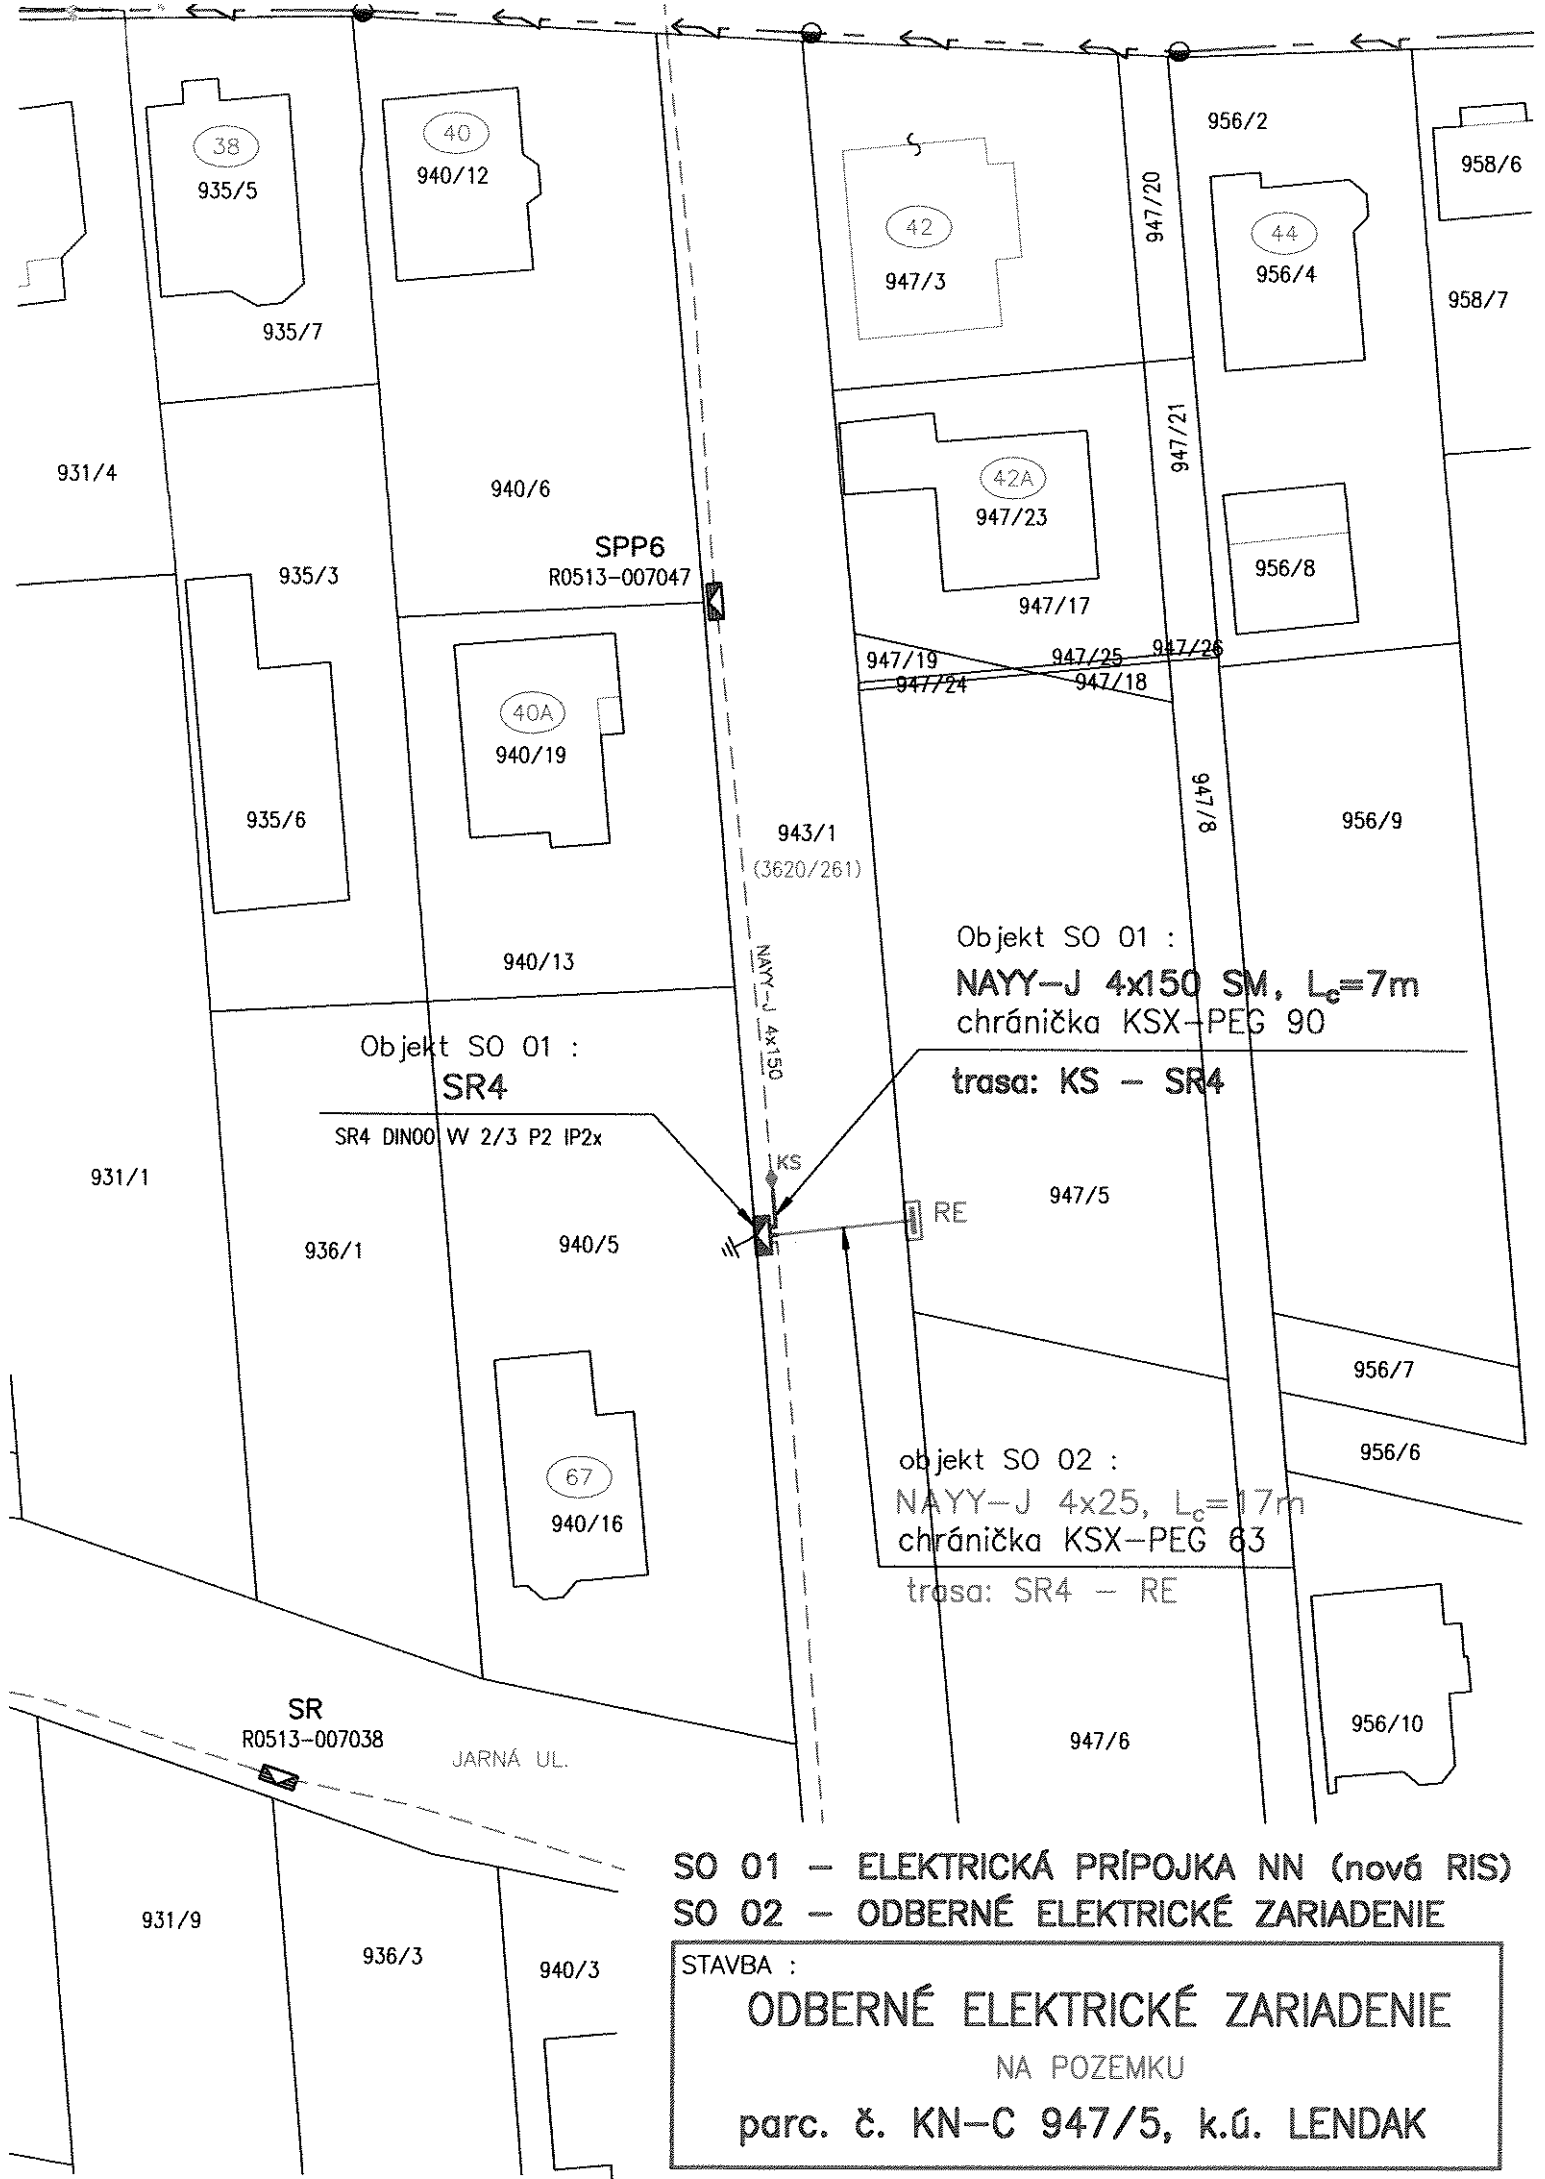 956/2
38
40
958/6
935/5
940/12
947/20
42
44
947/3
956/4
958/7
935/7
947/21
931/4
940/6
42A
947/23
SPP6
R0513-007047
935/3
956/8
947/17
947/19
947/25
947/26
947/24
947/18
40A
940/19
935/6
943/1
(3620/261)
947/8
956/9
940/13
NAYY-J 4x150
Objekt SO 01 :
NAYY-J 4x150 SM, Lc=7m
chránička KSX-PEG 90
trasa: KS - SR4
Objekt SO 01 :
SR4
SR4 DIN00 VV 2/3 P2 IP2x
KS
931/1
947/5
RE
936/1
940/5
956/7
956/6
objekt SO 02 :
NAYY-J 4x25, Lc=17m
chránička KSX-PEG 63
trasa: SR4 - RE
67
940/16
SR
R0513-007038
JARNÁ UL.
947/6
956/10
SO 01 - ELEKTRICKÁ PRÍPOJKA NN (nová RIS)
SO 02 - ODBERNÉ ELEKTRICKÉ ZARIADENIE
931/9
936/3
940/3
STAVBA :
ODBERNÉ ELEKTRICKÉ ZARIADENIE
NA POZEMKU
parc. č. KN-C 947/5, k.ú. LENDAK